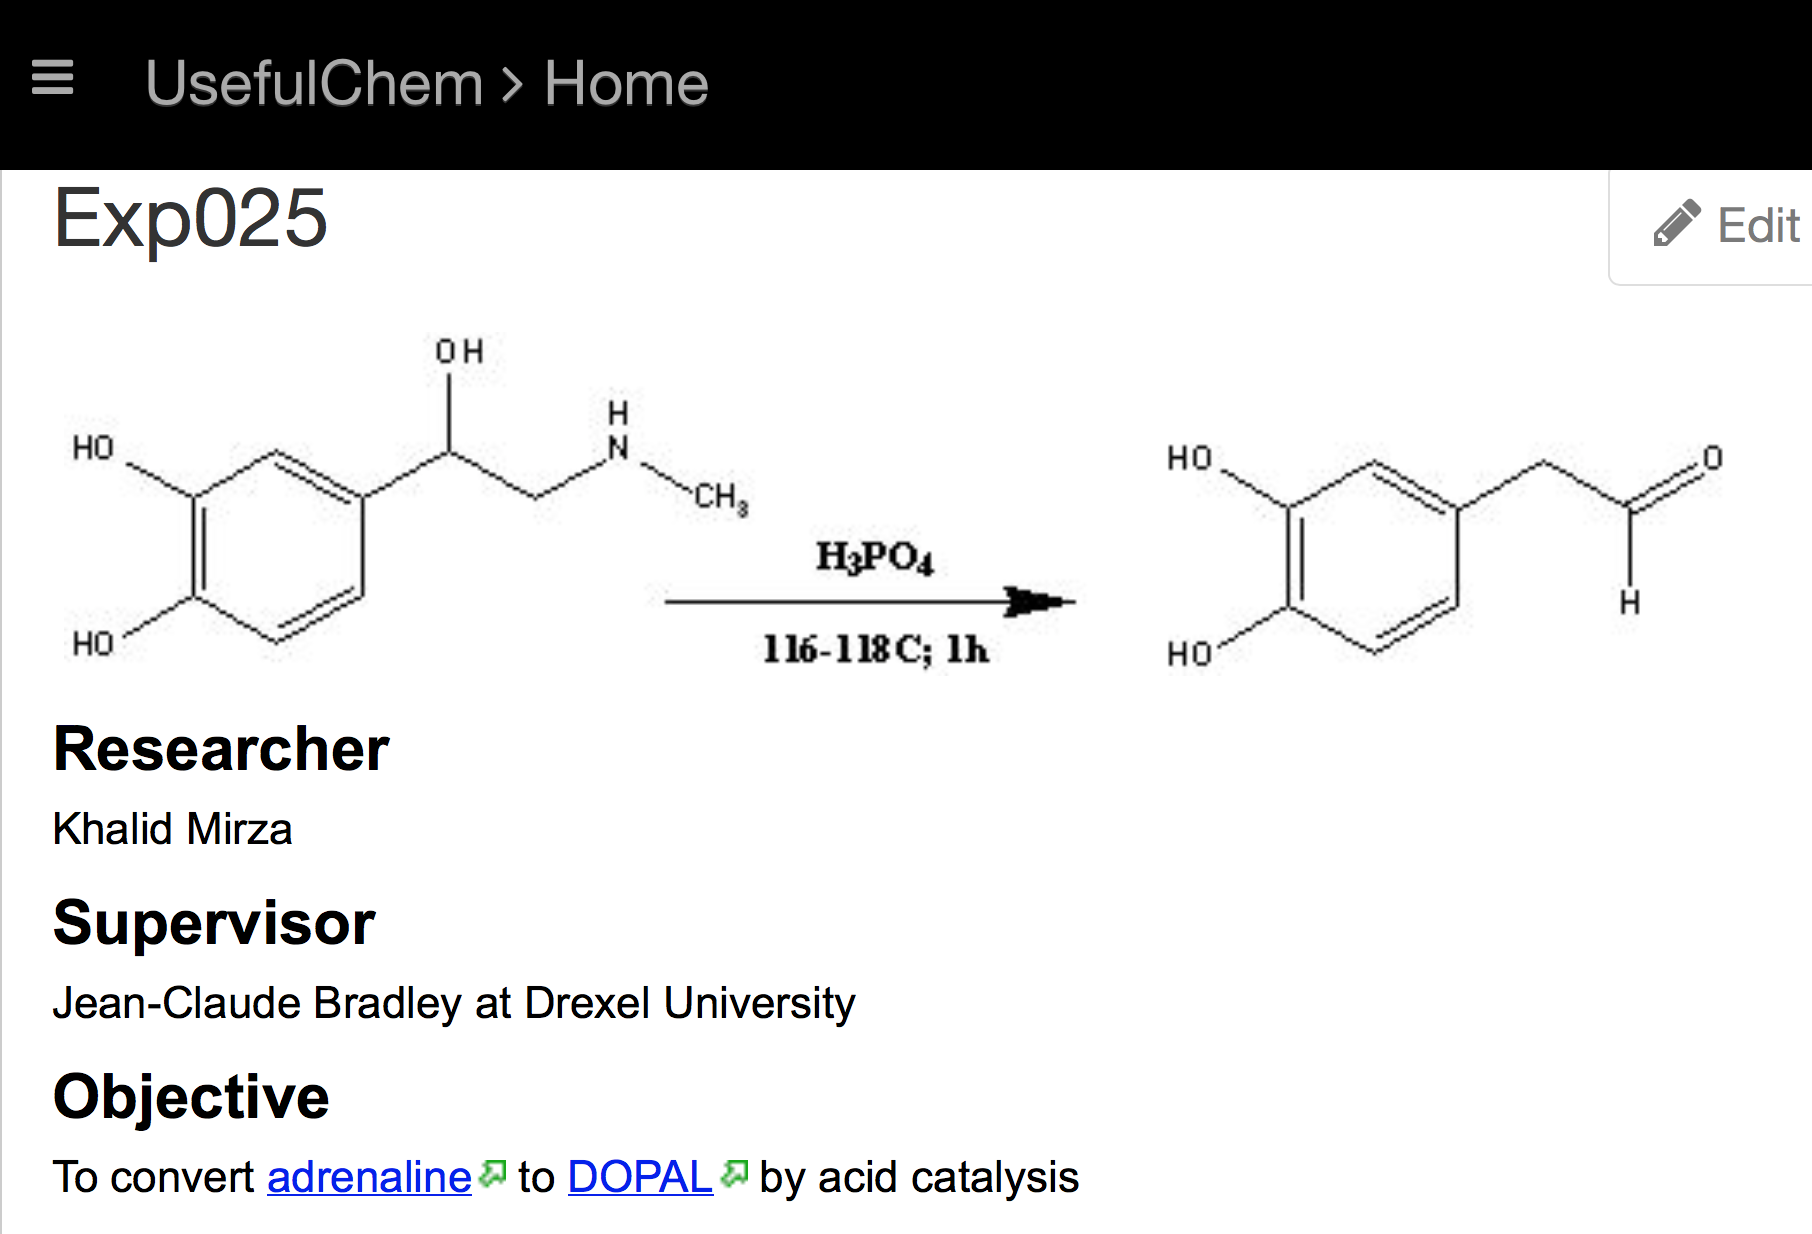 UsefulChem > Home
Exp025
Edit
OH
H
N
CH3
HO
HO
H3PO4
116-118C; 1h
HO
HO
O
H
Researcher
Khalid Mirza
Supervisor
Jean-Claude Bradley at Drexel University
Objective
To convert adrenaline to DOPAL by acid catalysis